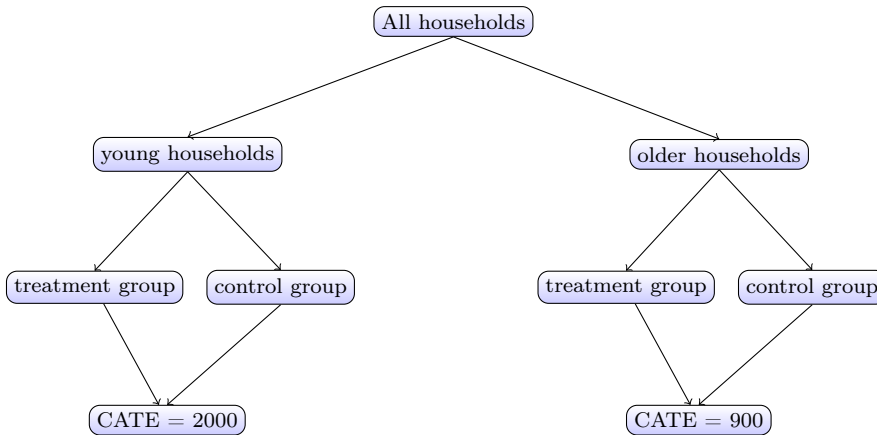 All households
young households
older households
treatment group
control group
treatment group
control group
CATE = 2000
CATE = 900